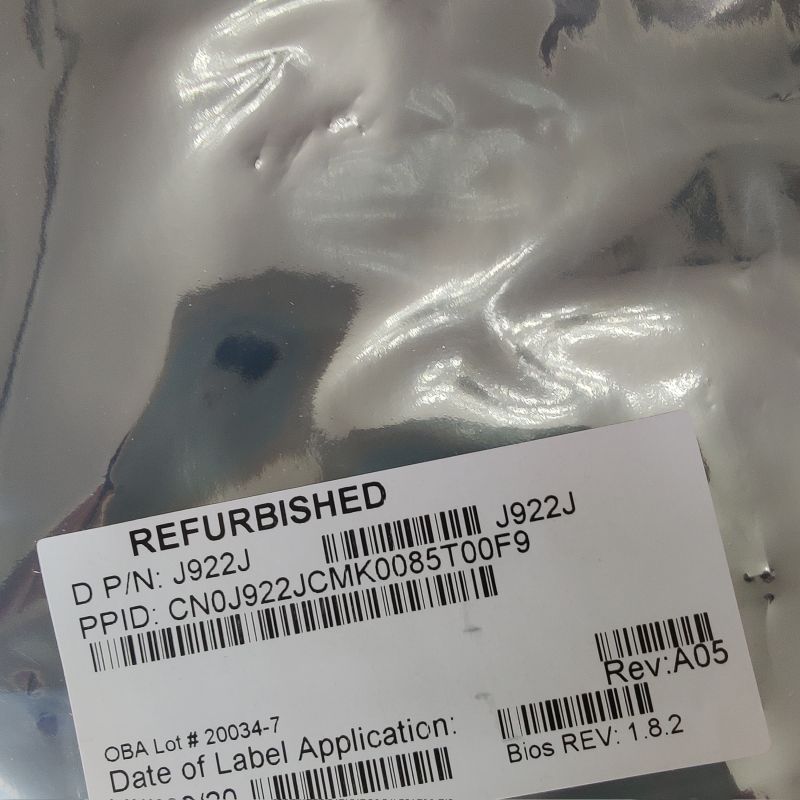 REFURBISHED
D P/N: J922J J922J
PPID: CN0J922JCMK0085T00F9
Rev:A05
OBA Lot # 20034-7
Date of Label Application:
Bios REV: 1.8.2